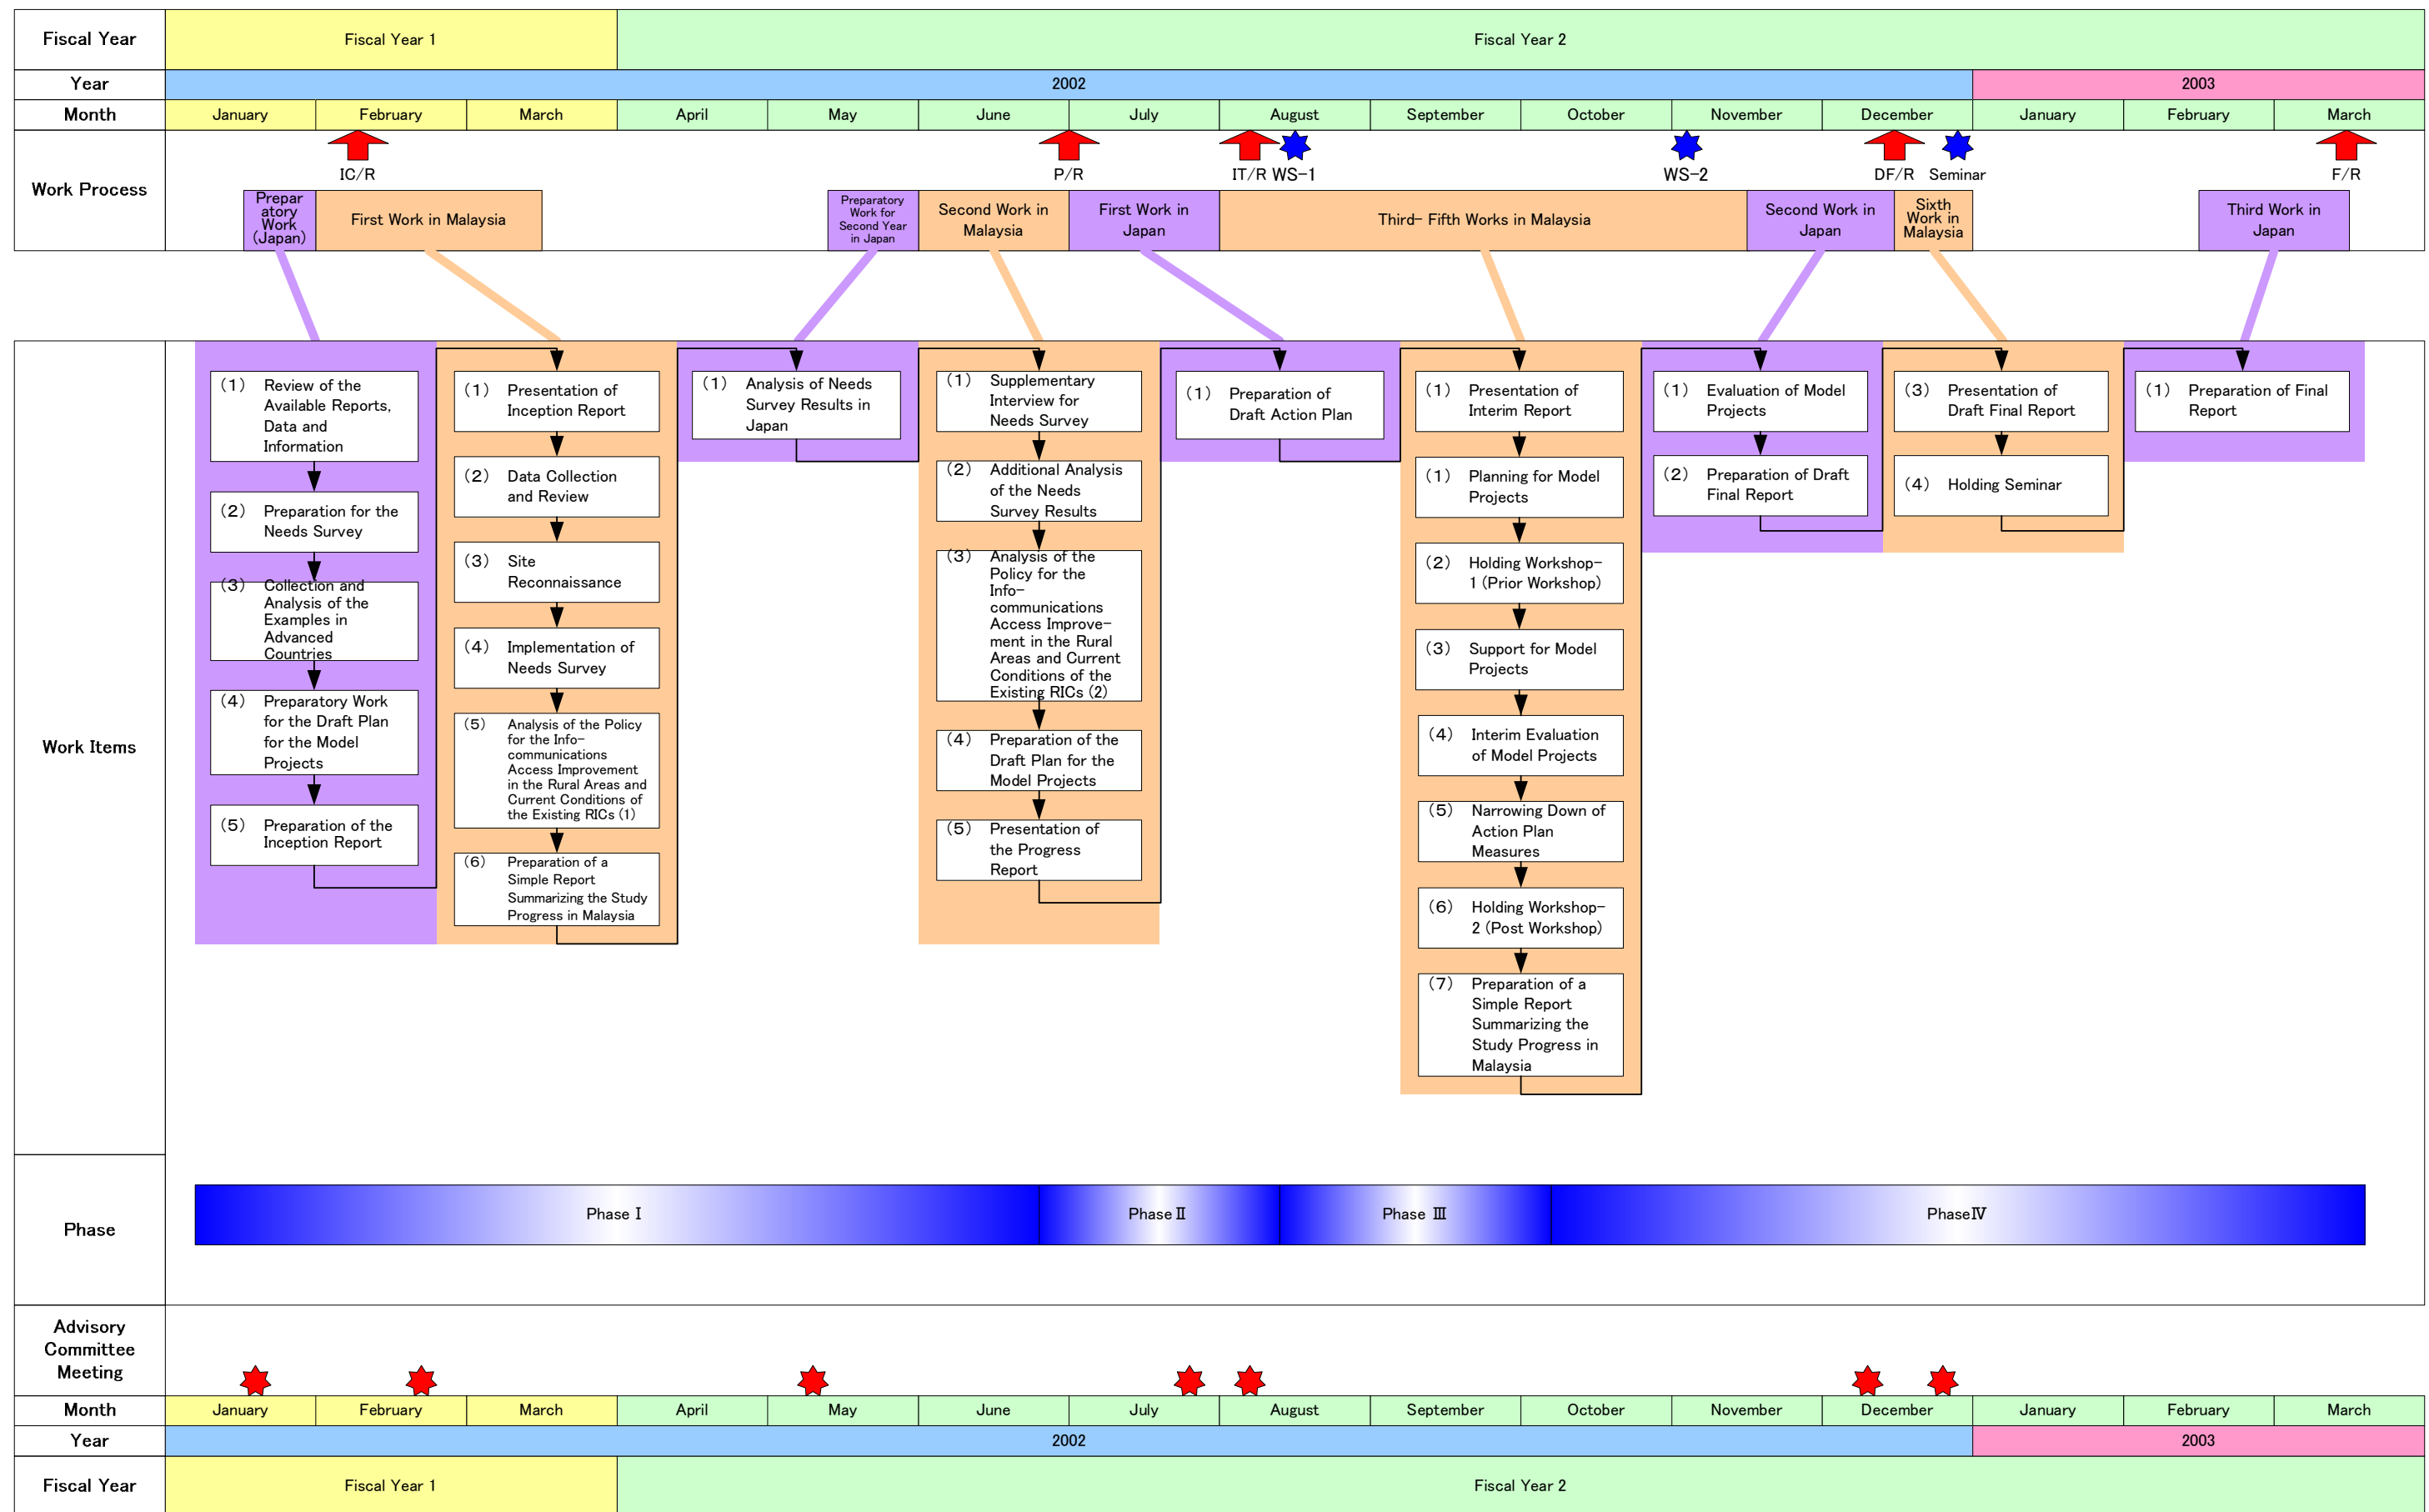 Fiscal Year
Fiscal Year 1
Fiscal Year 2
Year
2002
2003
Month
January
February
March
April
May
June
July
August
September
October
November
December
January
February
March
Work Process
IC/R
P/R
IT/R
WS-1
WS-2
DF/R
Seminar
F/R
Prepar
atory
Work
(Japan)
First Work in Malaysia
Preparatory
Work for
Second Year
in Japan
Second Work in
Malaysia
First Work in
Japan
Third- Fifth Works in Malaysia
Second Work in
Japan
Sixth
Work in
Malaysia
Third Work in
Japan
Work Items
(1) Review of the
Available Reports,
Data and
Information
(2) Preparation for the
Needs Survey
(3) Collection and
Analysis of the
Examples in
Advanced
Countries
(4) Preparatory Work
for the Draft Plan
for the Model
Projects
(5) Preparation of the
Inception Report
(1) Presentation of
Inception Report
(2) Data Collection
and Review
(3) Site
Reconnaissance
(4) Implementation of
Needs Survey
(5) Analysis of the Policy
for the Info-
communications
Access Improvement
in the Rural Areas and
Current Conditions of
the Existing RICs (1)
(6) Preparation of a
Simple Report
Summarizing the Study
Progress in Malaysia
(1) Analysis of Needs
Survey Results in
Japan
(1) Supplementary
Interview for
Needs Survey
(2) Additional Analysis
of the Needs
Survey Results
(3) Analysis of the
Policy for the
Info-
communications
Access Improve-
ment in the Rural
Areas and Current
Conditions of the
Existing RICs (2)
(4) Preparation of the
Draft Plan for the
Model Projects
(5) Presentation of
the Progress
Report
(1) Preparation of
Draft Action Plan
(1) Presentation of
Interim Report
(1) Planning for Model
Projects
(2) Holding Workshop-
1 (Prior Workshop)
(3) Support for Model
Projects
(4) Interim Evaluation
of Model Projects
(5) Narrowing Down of
Action Plan
Measures
(6) Holding Workshop-
2 (Post Workshop)
(7) Preparation of a
Simple Report
Summarizing the
Study Progress in
Malaysia
(1) Evaluation of Model
Projects
(2) Preparation of Draft
Final Report
(3) Presentation of
Draft Final Report
(4) Holding Seminar
(1) Preparation of Final
Report
Phase
Phase Ⅰ
Phase Ⅱ
Phase Ⅲ
PhaseⅣ
Advisory
Committee
Meeting
Month
January
February
March
April
May
June
July
August
September
October
November
December
January
February
March
Year
2002
2003
Fiscal Year
Fiscal Year 1
Fiscal Year 2